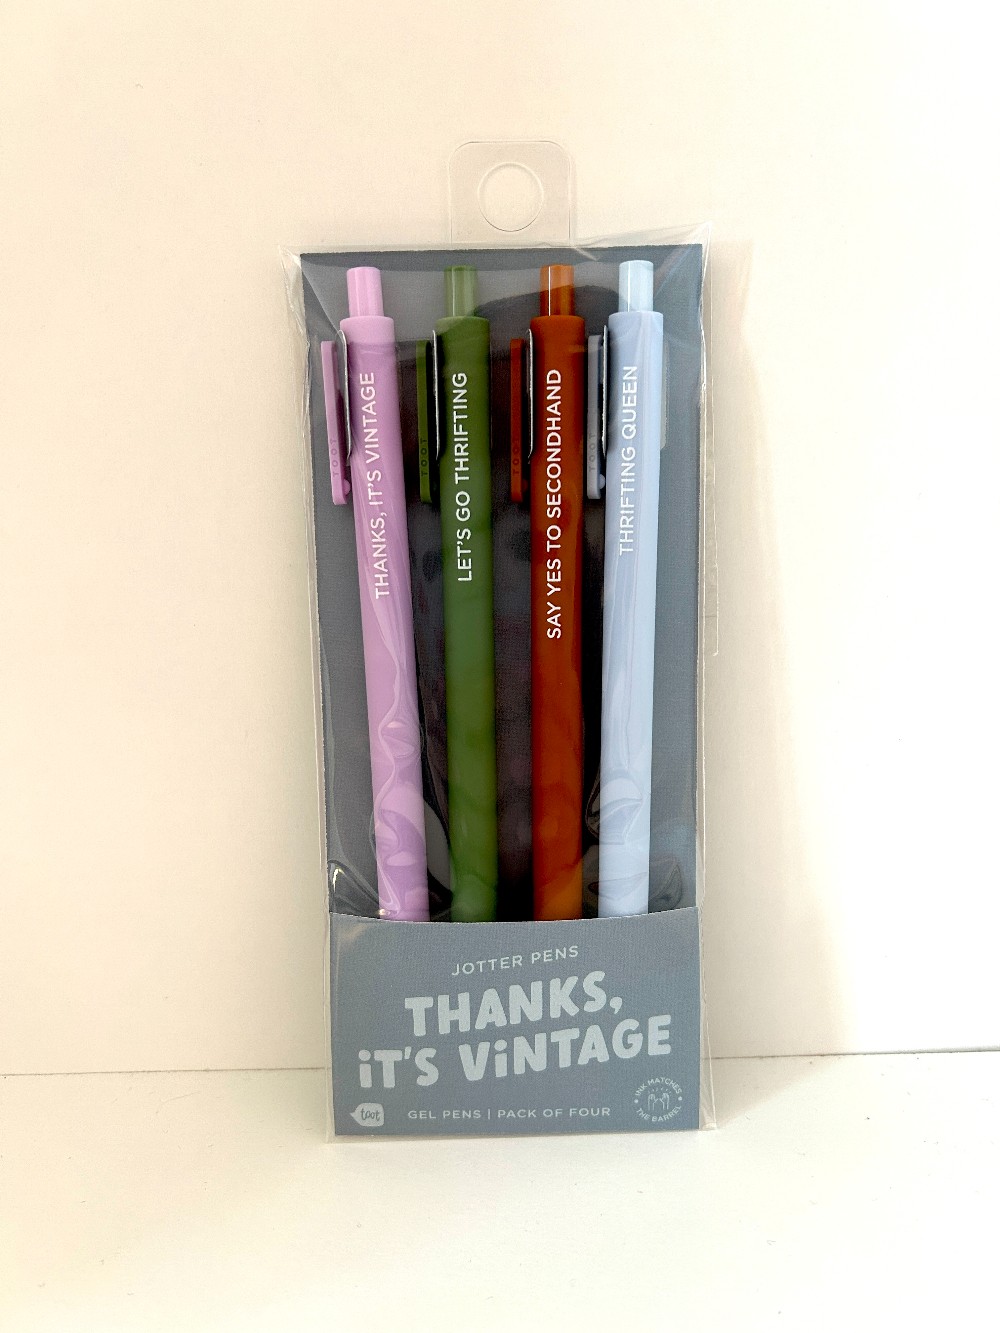 THANKS, IT'S VINTAGE
LET'S GO THRIFTING
SAY YES TO SECONDHAND
THRIFTING QUEEN
TOOT
TOOT
TOOT
TOOT
JOTTER PENS
THANKS,
iT'S ViNTAGE
toot
GEL PENS | PACK OF FOUR
• INK MATCHES •
THE BARREL